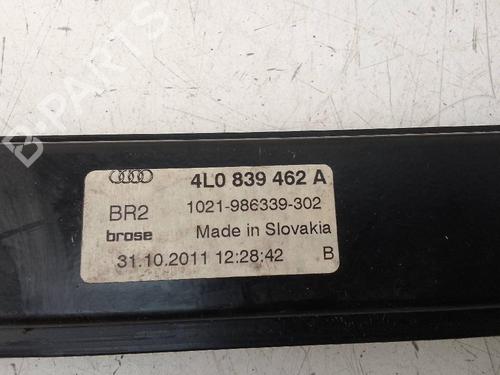 4L0 839 462 A
BR2 1021-986339-302
brose Made in Slovakia
31.10.2011 12:28:42 B
B-PARTS